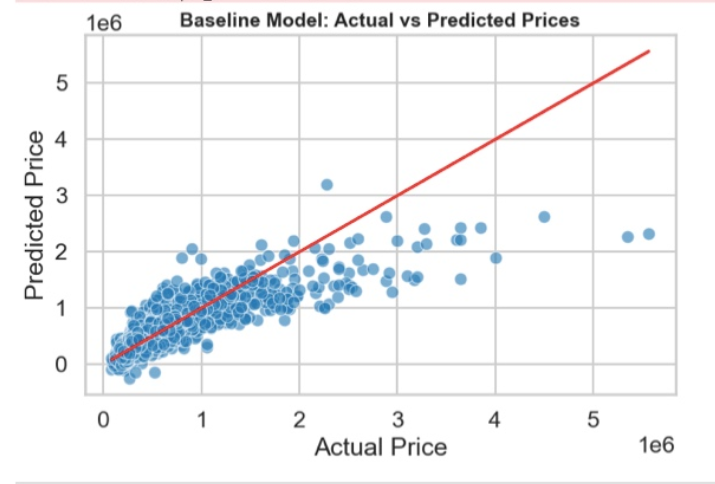 1e6
Baseline Model: Actual vs Predicted Prices
Predicted Price
5
4
3
2
1
0
0 1 2 3 4 5
Actual Price
1e6